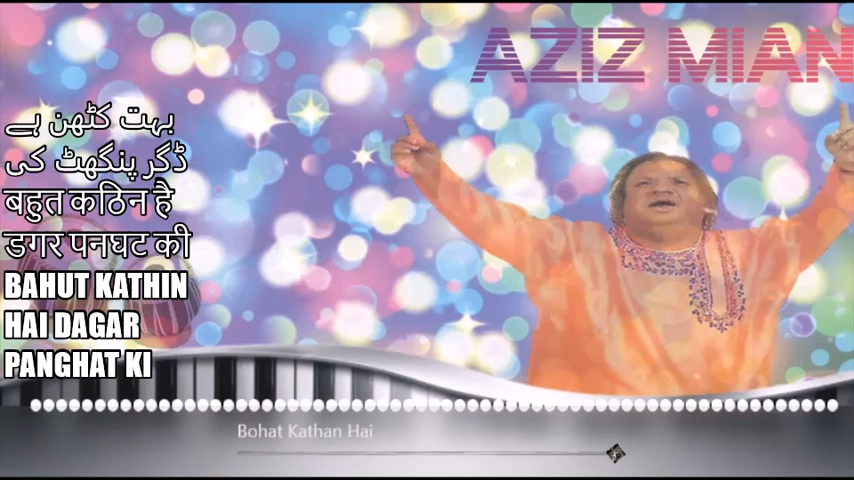 AZIZ MIAN
بہت کٹھن ہے
ڈگر پنگھٹ کی
बहुत कठिन है
डगर पनघट की
BAHUT KATHIN
HAI DAGAR
PANGHAT KI
Bohat Kathan Hai